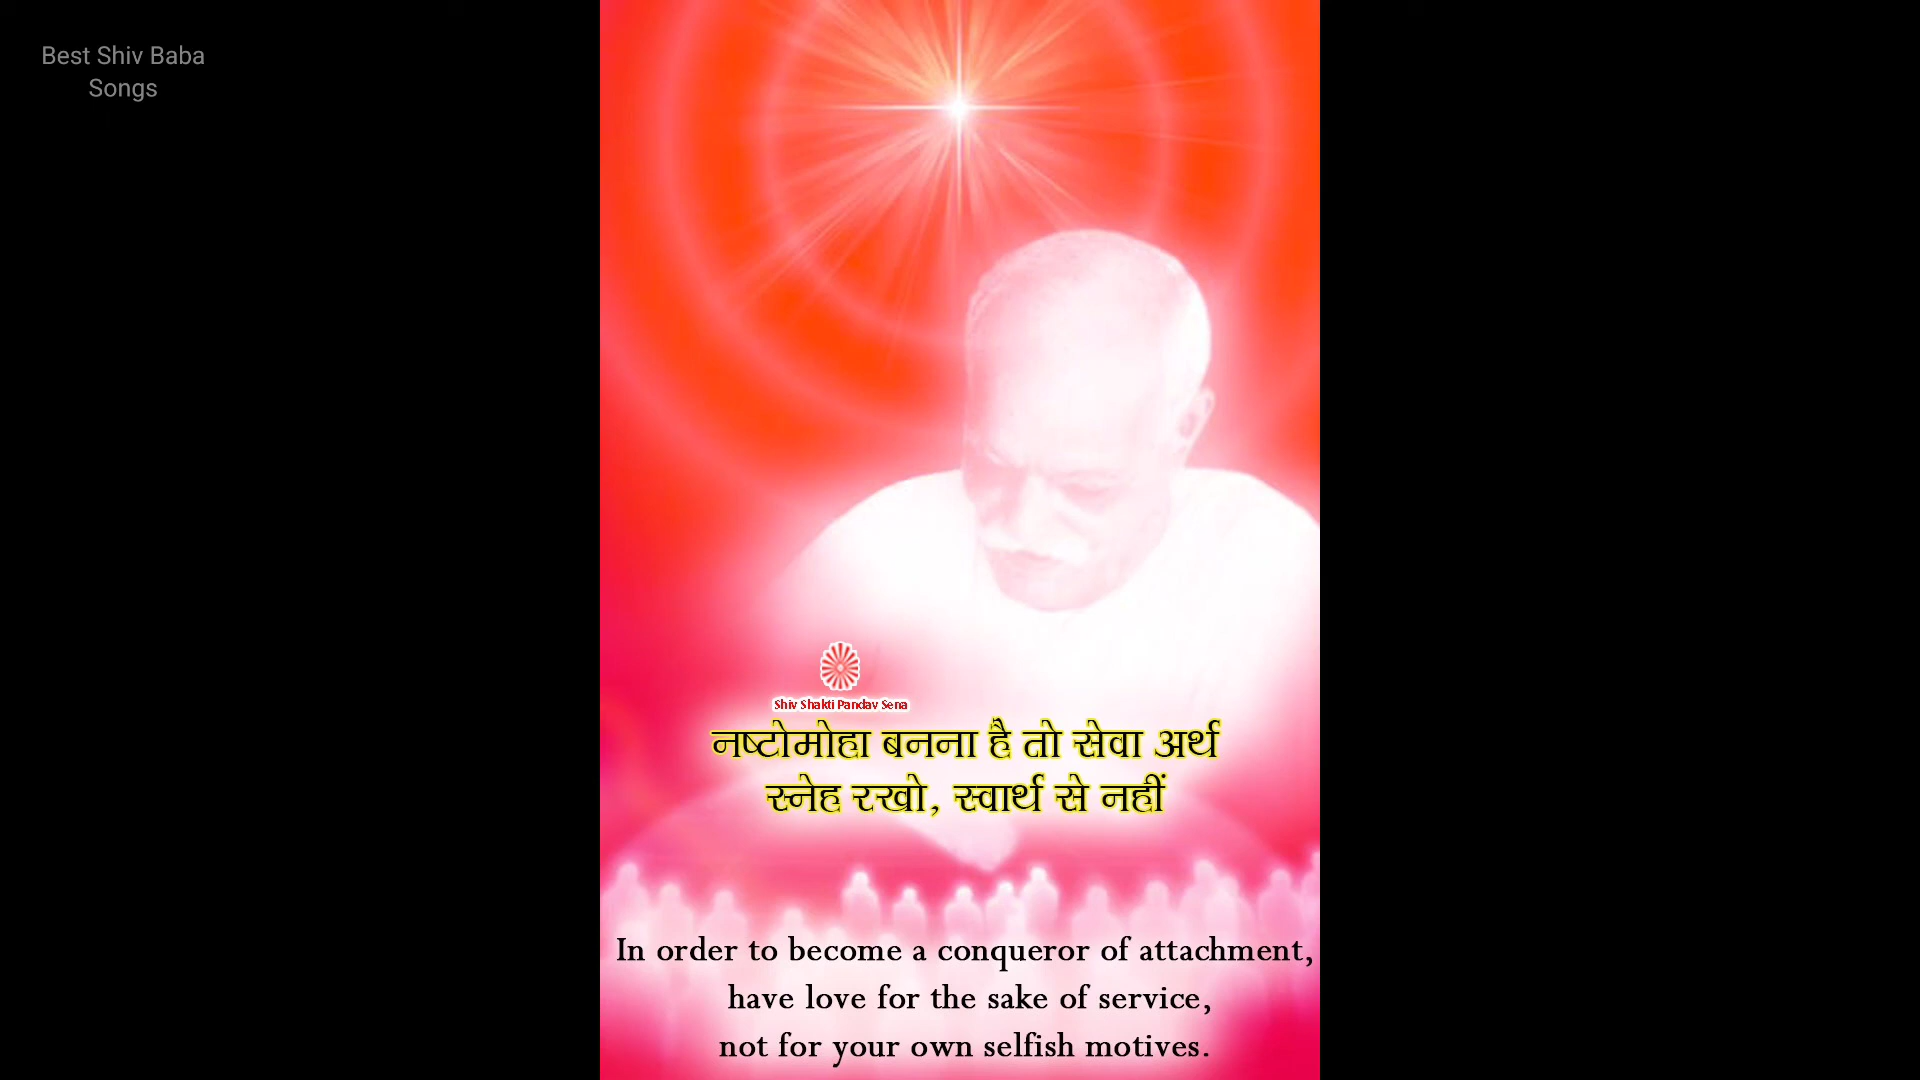 Best Shiv Baba
Songs
Shiv Shakti Pandav Sena
नष्टोमोहा बनना है तो सेवा अर्थ
स्नेह रखो, स्वार्थ से नहीं
In order to become a conqueror of attachment,
have love for the sake of service,
not for your own selfish motives.